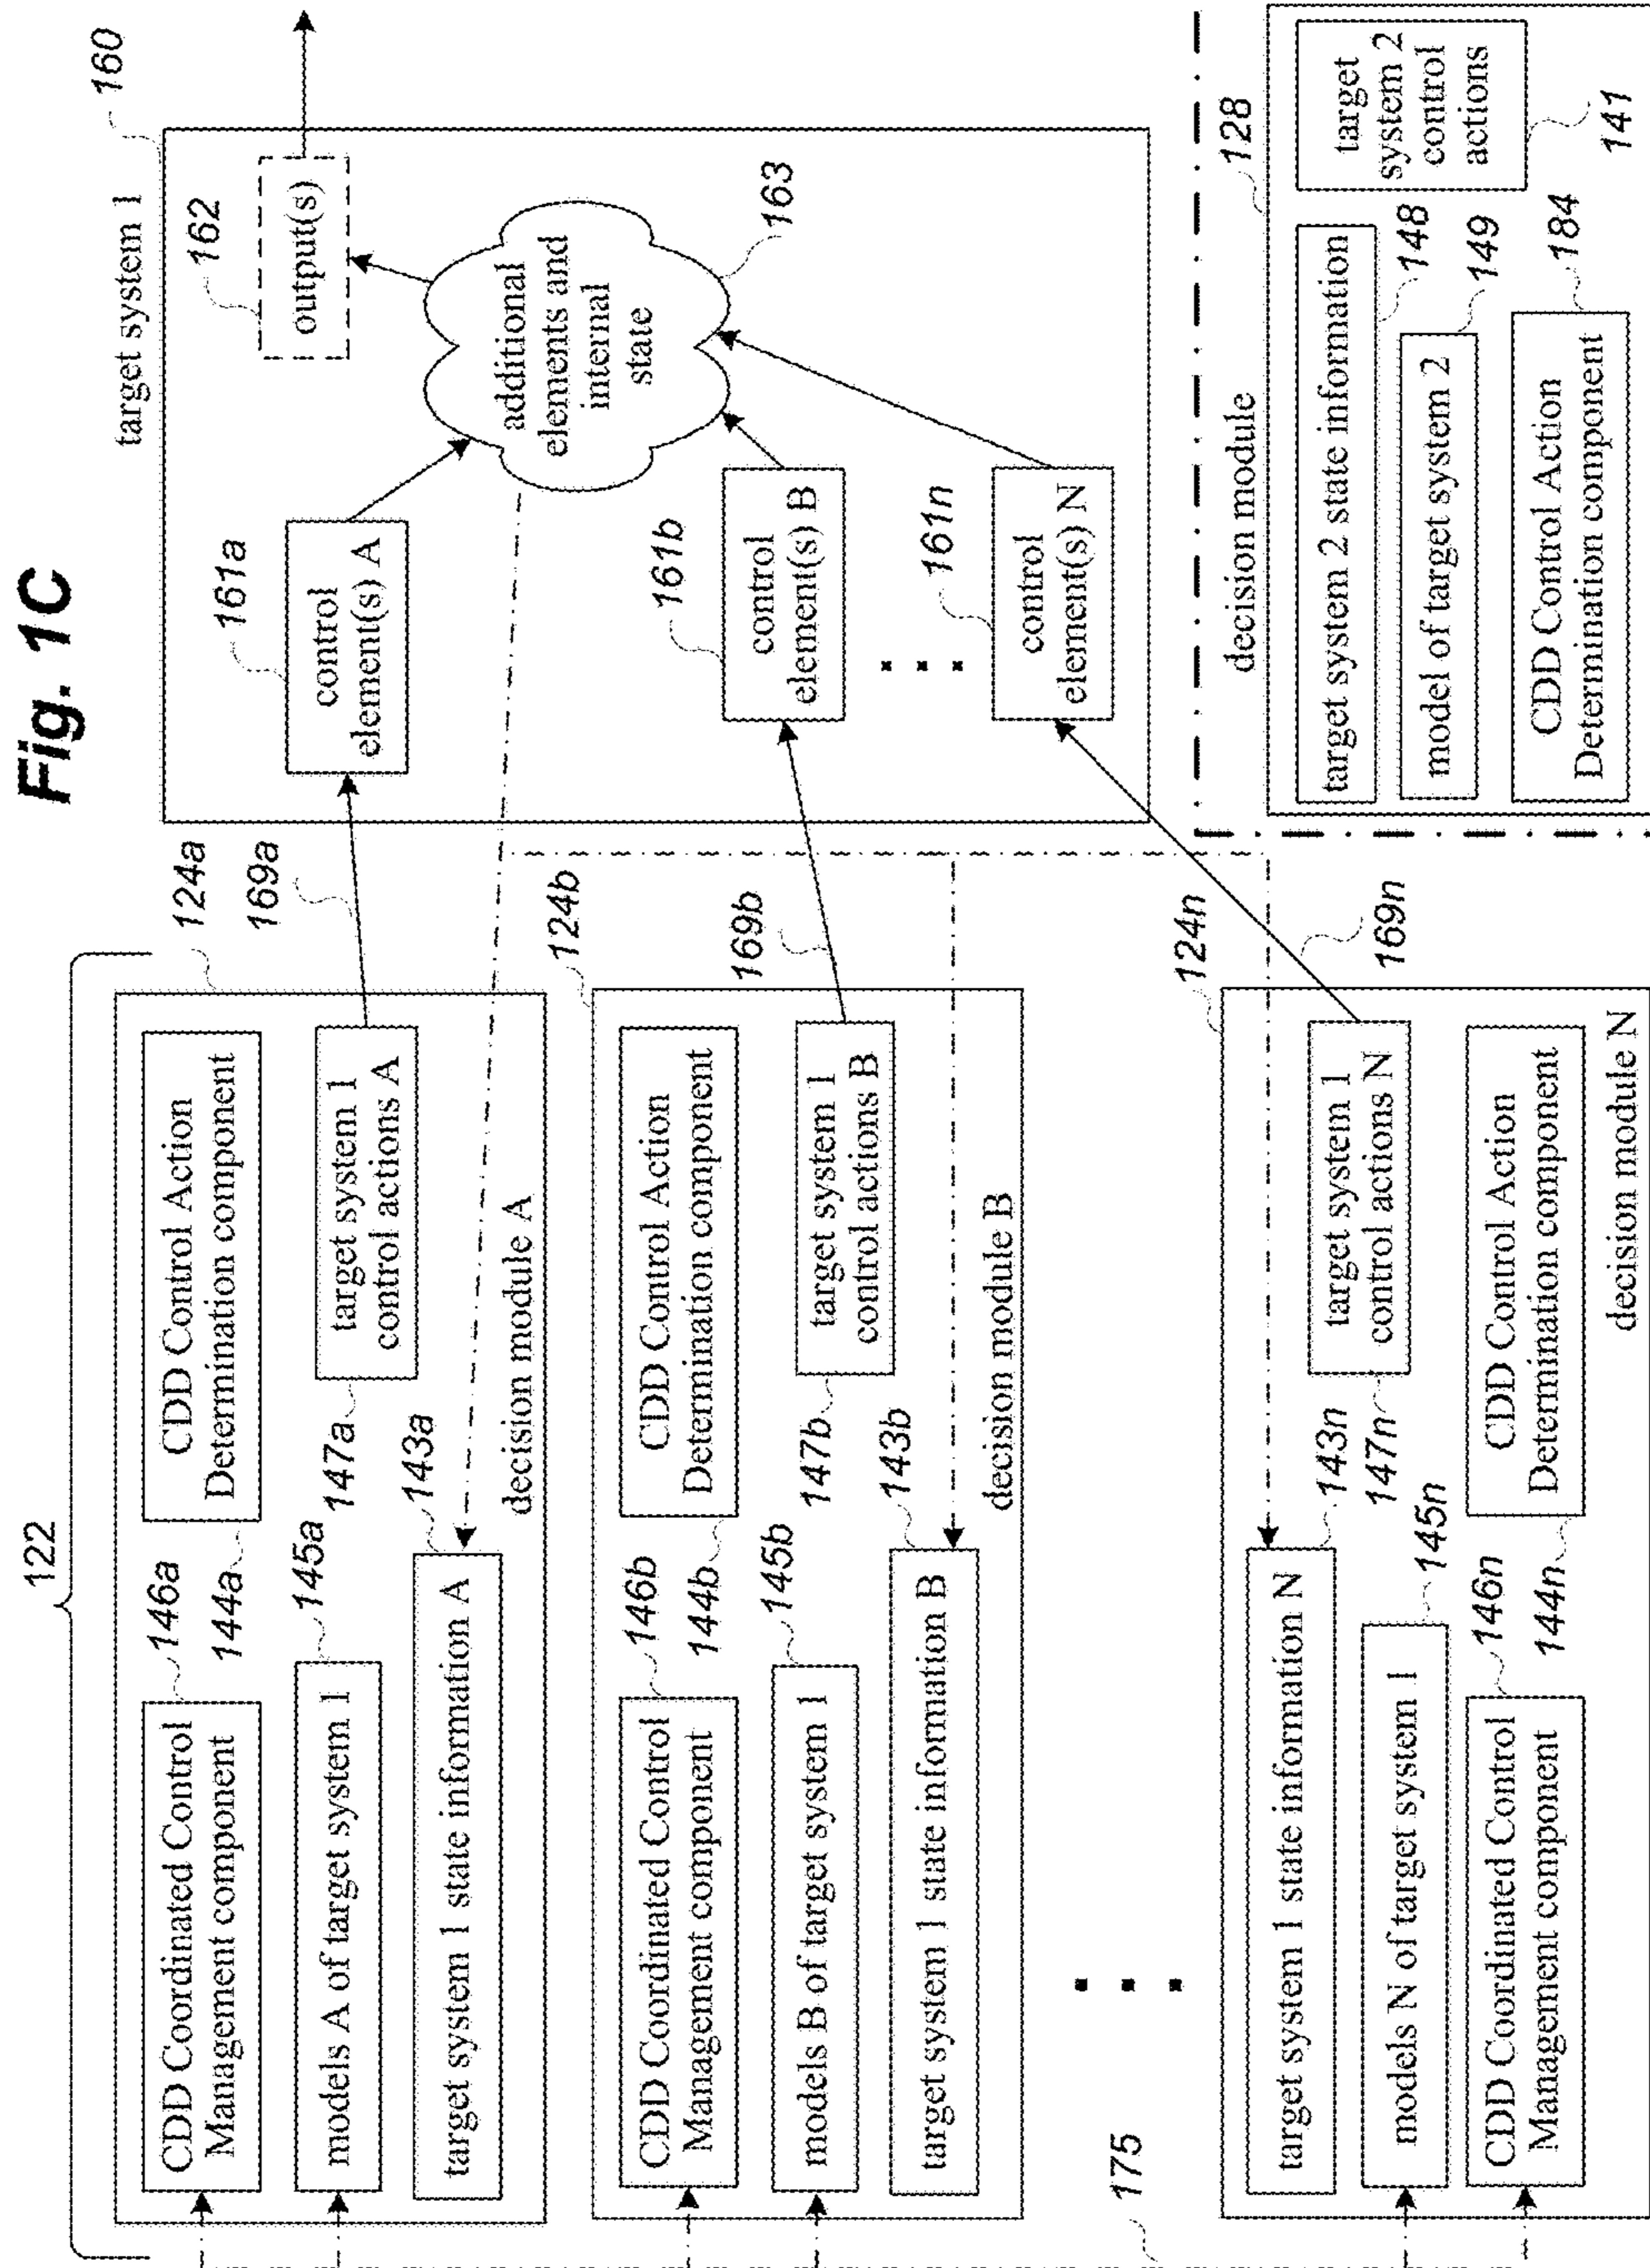 Fig. 1C
122
124a
169a
CDD Coordinated Control
Management component
146a
CDD Control Action
Determination component
144a
models A of target system 1
145a
target system 1
control actions A
147a
target system 1 state information A
143a
decision module A
124b
169b
CDD Coordinated Control
Management component
146b
CDD Control Action
Determination component
144b
models B of target system 1
145b
target system 1
control actions B
147b
target system 1 state information B
143b
decision module B
175
124n
169n
target system 1 state information N
143n
target system 1
control actions N
147n
models N of target system 1
145n
CDD Coordinated Control
Management component
146n
CDD Control Action
Determination component
144n
decision module N
target system 1
160
161a
control
element(s) A
162
output(s)
additional
elements and
internal
state
163
161b
control
element(s) B
161n
control
element(s) N
decision module
128
target system 2 state information
148
model of target system 2
149
CDD Control Action
Determination component
184
target
system 2
control
actions
141